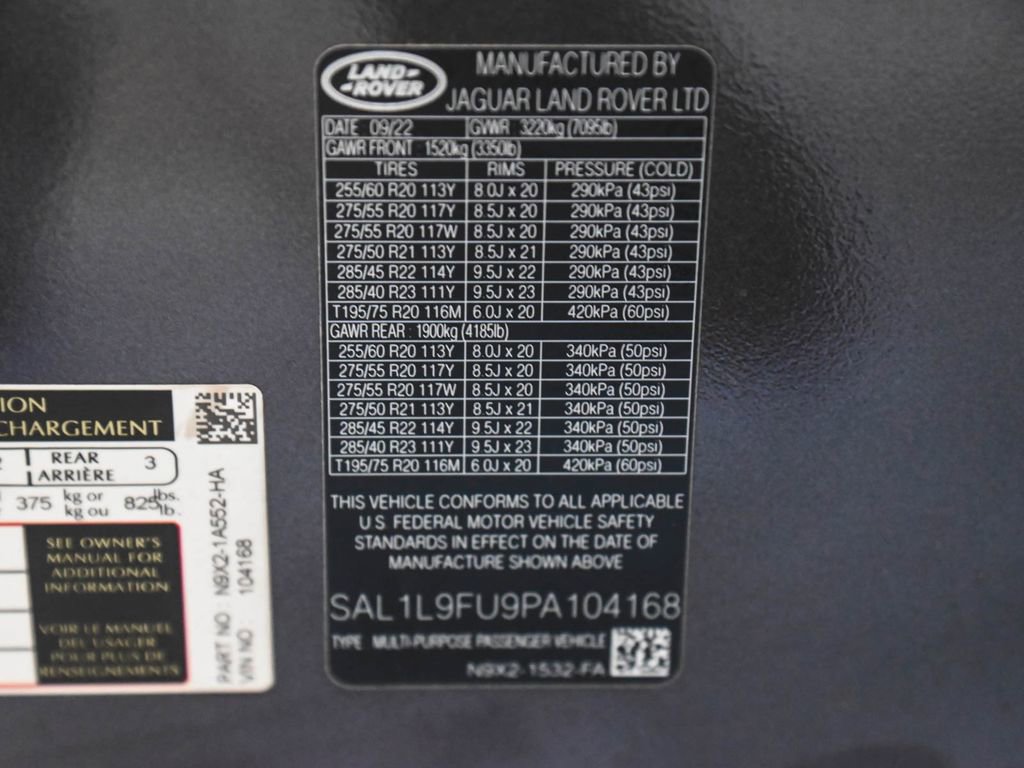 LAND-
-ROVER
MANUFACTURED BY
JAGUAR LAND ROVER LTD
DATE 09/22 GVWR 3220kg (7095lb)
GAWR FRONT 1520kg (3350lb)
TIRES RIMS PRESSURE (COLD)
255/60 R20 113Y 8.0J x 20 290kPa (43psi)
275/55 R20 117Y 8.5J x 20 290kPa (43psi)
275/55 R20 117W 8.5J x 20 290kPa (43psi)
275/50 R21 113Y 8.5J x 21 290kPa (43psi)
285/45 R22 114Y 9.5J x 22 290kPa (43psi)
285/40 R23 111Y 9.5J x 23 290kPa (43psi)
T195/75 R20 116M 6.0J x 20 420kPa (60psi)
GAWR REAR : 1900kg (4185lb)
255/60 R20 113Y 8.0J x 20 340kPa (50psi)
275/55 R20 117Y 8.5J x 20 340kPa (50psi)
275/55 R20 117W 8.5J x 20 340kPa (50psi)
275/50 R21 113Y 8.5J x 21 340kPa (50psi)
285/45 R22 114Y 9.5J x 22 340kPa (50psi)
285/40 R23 111Y 9.5J x 23 340kPa (50psi)
T195/75 R20 116M 6.0J x 20 420kPa (60psi)
THIS VEHICLE CONFORMS TO ALL APPLICABLE
U.S. FEDERAL MOTOR VEHICLE SAFETY
STANDARDS IN EFFECT ON THE DATE OF
MANUFACTURE SHOWN ABOVE
SAL1L9FU9PA104168
TYPE MULTI-PURPOSE PASSENGER VEHICLE
N9X2-1532-FA
ION
CHARGEMENT
REAR 3
ARRIÈRE
375 kg or 825 lbs.
kg ou lb.
SEE OWNER'S
MANUAL FOR
ADDITIONAL
INFORMATION
VOIR LE MANUEL
DEL'USAGER
POUR PLUS DE
RENSEIGNEMENTS
PART NO : N9X2-1A552-HA
VIN NO : 104168